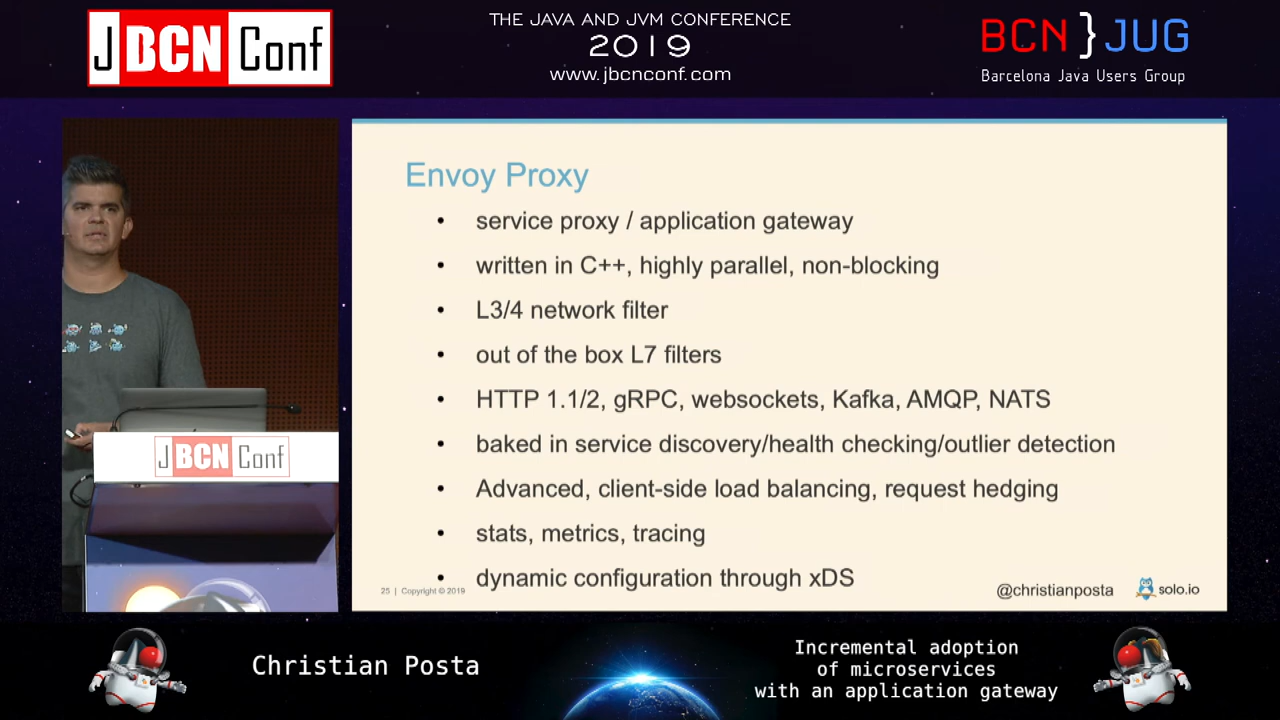 JBCNConf
THE JAVA AND JVM CONFERENCE
2019
www.jbcnconf.com
BCN}JUG
Barcelona Java Users Group
Envoy Proxy
• service proxy / application gateway
• written in C++, highly parallel, non-blocking
• L3/4 network filter
• out of the box L7 filters
• HTTP 1.1/2, gRPC, websockets, Kafka, AMQP, NATS
• baked in service discovery/health checking/outlier detection
• Advanced, client-side load balancing, request hedging
• stats, metrics, tracing
• dynamic configuration through xDS
25 | Copyright © 2019
@christianposta
solo.io
JBCNConf
Christian Posta
Incremental adoption
of microservices
with an application gateway